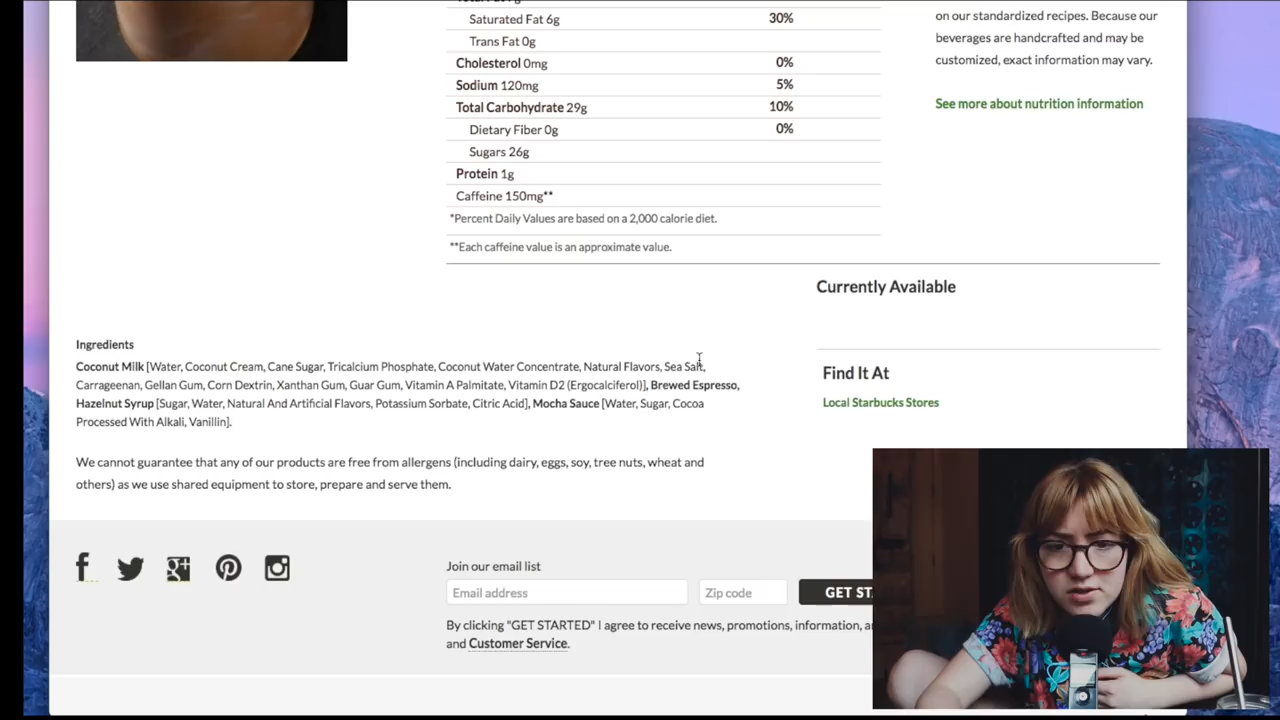 Saturated Fat 6g 30%
Trans Fat 0g
Cholesterol 0mg 0%
Sodium 120mg 5%
Total Carbohydrate 29g 10%
Dietary Fiber 0g 0%
Sugars 26g
Protein 1g
Caffeine 150mg**
*Percent Daily Values are based on a 2,000 calorie diet.
**Each caffeine value is an approximate value.
on our standardized recipes. Because our
beverages are handcrafted and may be
customized, exact information may vary.
See more about nutrition information
Currently Available
Find It At
Local Starbucks Stores
Ingredients
Coconut Milk [Water, Coconut Cream, Cane Sugar, Tricalcium Phosphate, Coconut Water Concentrate, Natural Flavors, Sea Salt,
Carrageenan, Gellan Gum, Corn Dextrin, Xanthan Gum, Guar Gum, Vitamin A Palmitate, Vitamin D2 (Ergocalciferol)], Brewed Espresso,
Hazelnut Syrup [Sugar, Water, Natural And Artificial Flavors, Potassium Sorbate, Citric Acid], Mocha Sauce [Water, Sugar, Cocoa
Processed With Alkali, Vanillin].
We cannot guarantee that any of our products are free from allergens (including dairy, eggs, soy, tree nuts, wheat and
others) as we use shared equipment to store, prepare and serve them.
Join our email list
Email address Zip code GET ST
By clicking "GET STARTED" I agree to receive news, promotions, information,
and Customer Service.